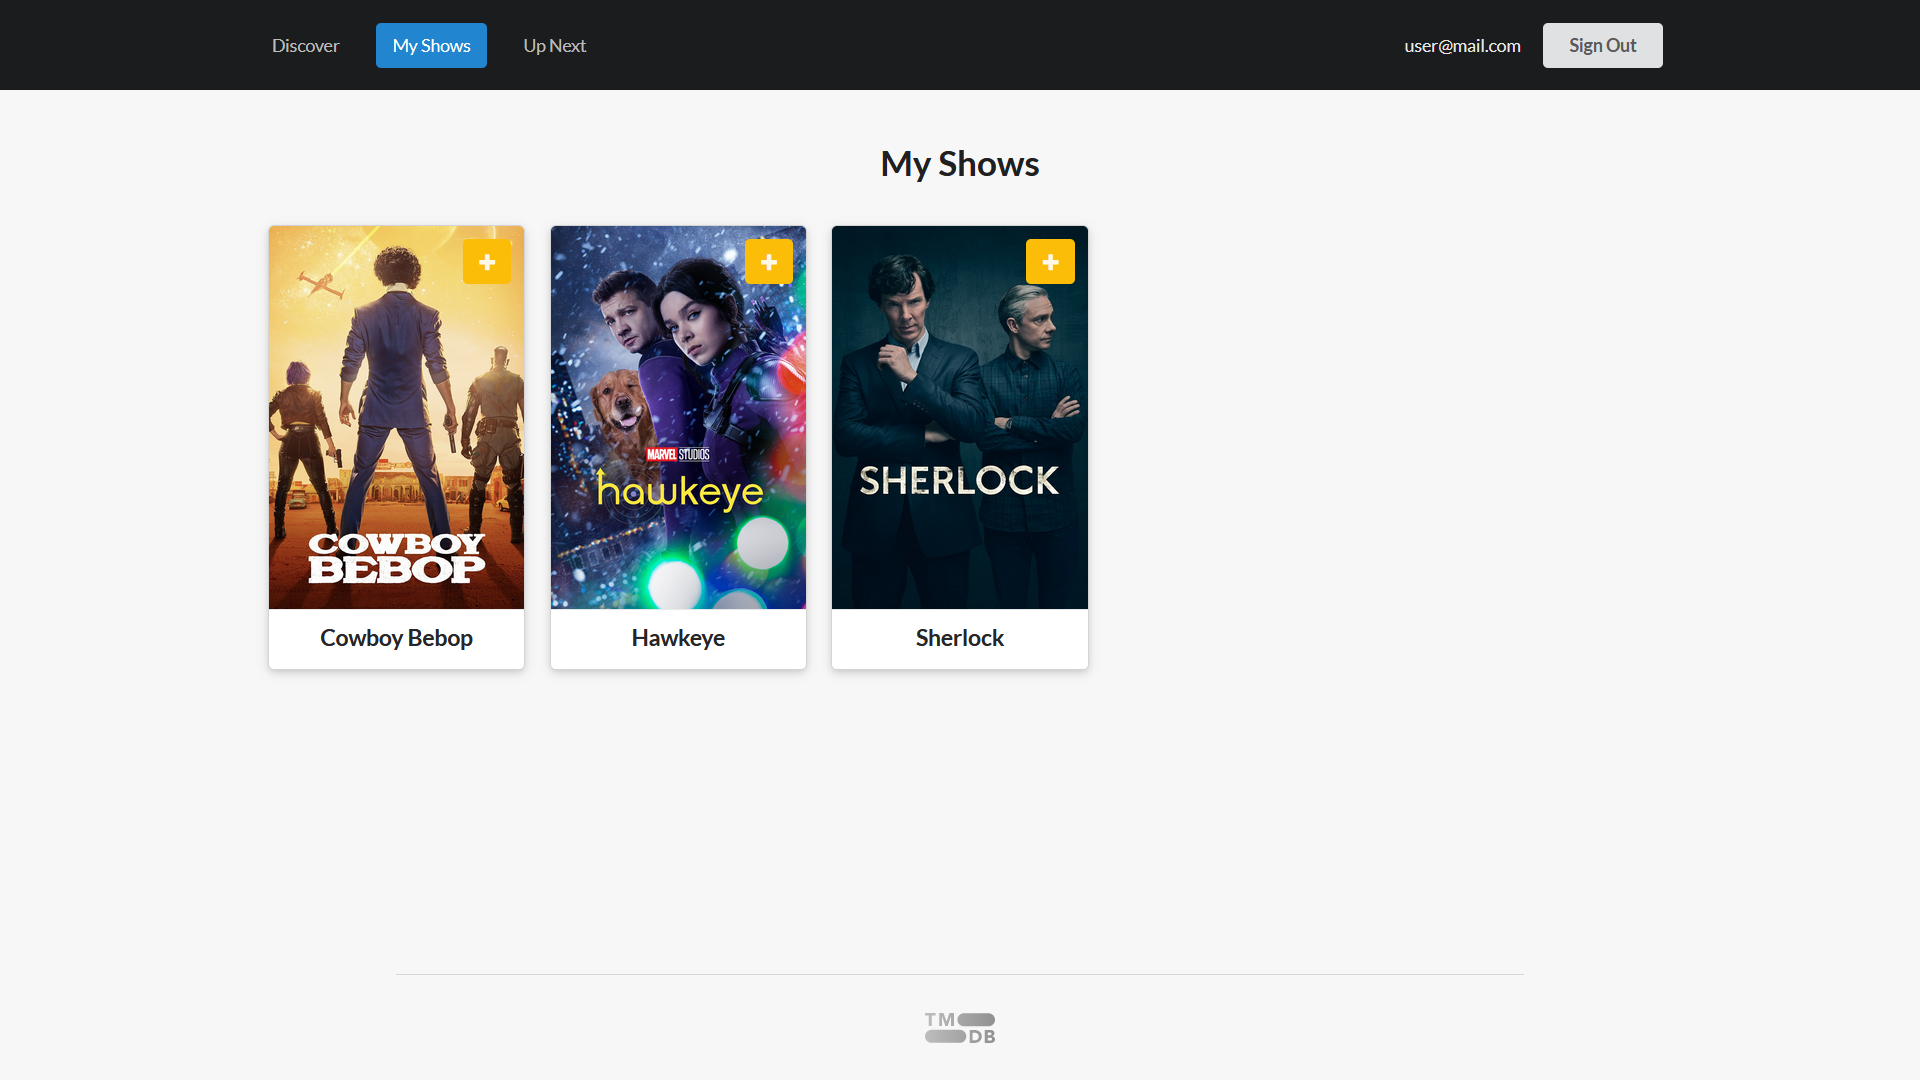 Discover
My Shows
Up Next
user@mail.com
Sign Out
My Shows
COWBOY
BEBOP
Cowboy Bebop
MARVEL STUDIOS
hawkeye
Hawkeye
SHERLOCK
Sherlock
TM
DB